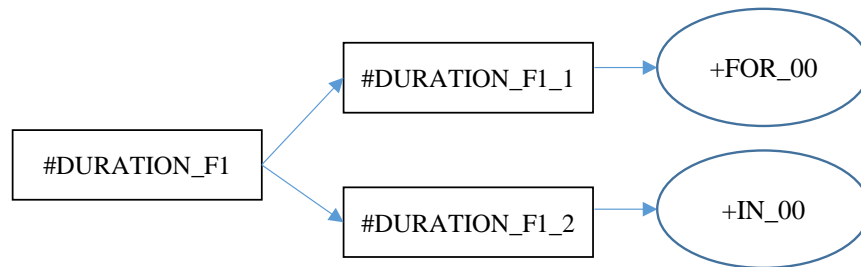 #DURATION_F1
#DURATION_F1_1
+FOR_00
#DURATION_F1_2
+IN_00